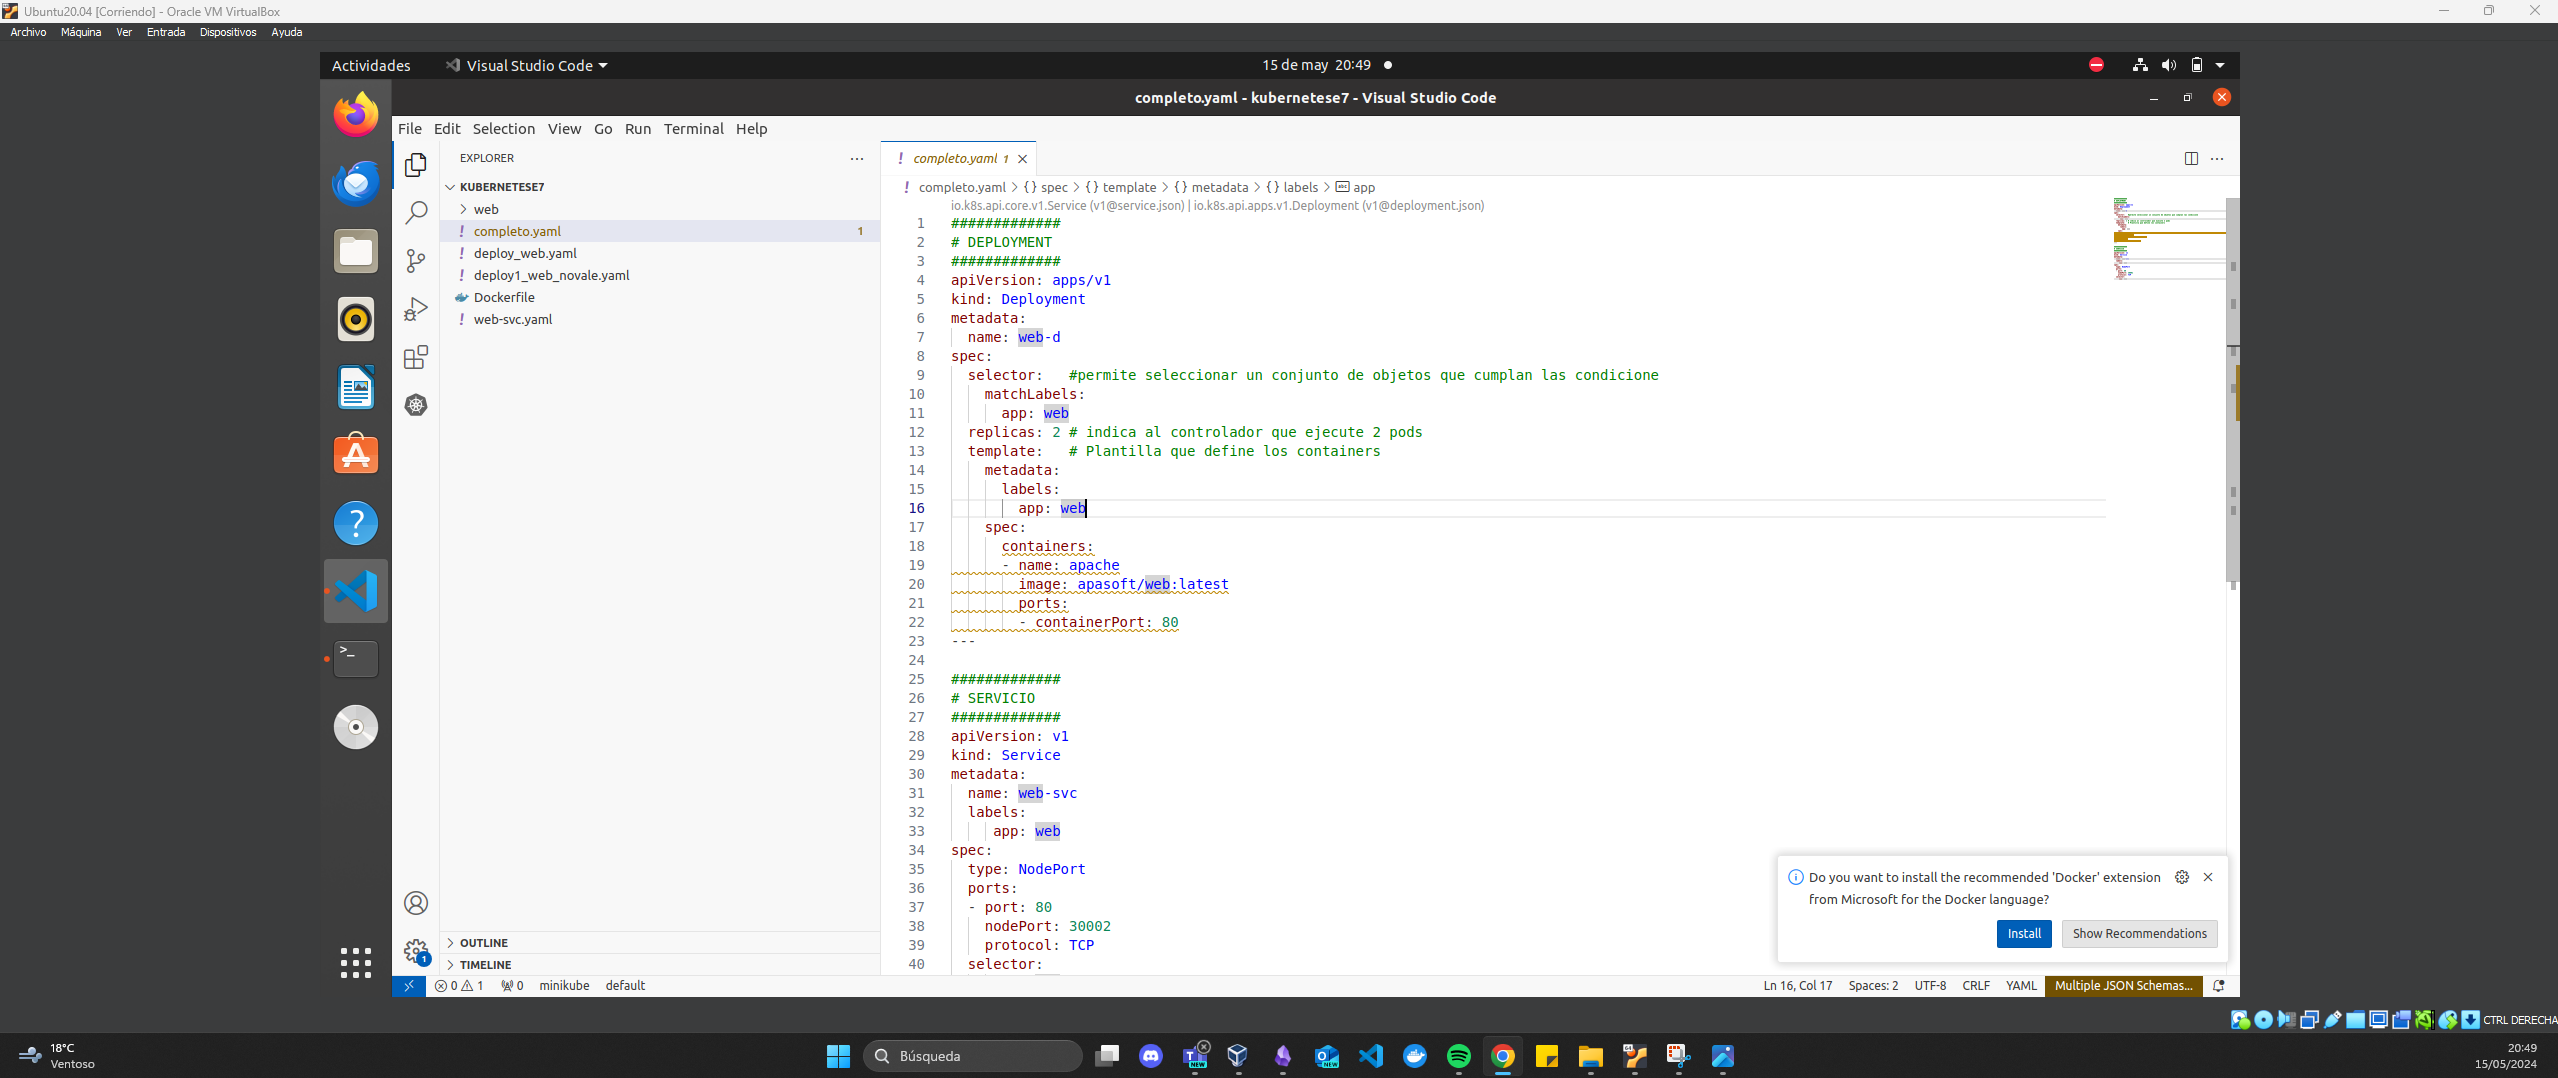 Ubuntu20.04 [Corriendo] - Oracle VM VirtualBox
Archivo Máquina Ver Entrada Dispositivos Ayuda
Actividades Visual Studio Code 15 de may 20:49
completo.yaml - kubernetese7 - Visual Studio Code
File Edit Selection View Go Run Terminal Help
EXPLORER
KUBERNETESE7
web
completo.yaml 1
deploy_web.yaml
deploy1_web_novale.yaml
Dockerfile
web-svc.yaml
OUTLINE
TIMELINE
completo.yaml 1
completo.yaml > {} spec > {} template > {} metadata > {} labels > app
io.k8s.api.core.v1.Service (v1@service.json) | io.k8s.api.apps.v1.Deployment (v1@deployment.json)
1 #############
2 # DEPLOYMENT
3 #############
4 apiVersion: apps/v1
5 kind: Deployment
6 metadata:
7 name: web-d
8 spec:
9 selector: #permite seleccionar un conjunto de objetos que cumplan las condicione
10 matchLabels:
11 app: web
12 replicas: 2 # indica al controlador que ejecute 2 pods
13 template: # Plantilla que define los containers
14 metadata:
15 labels:
16 app: web
17 spec:
18 containers:
19 - name: apache
20 image: apasoft/web:latest
21 ports:
22 - containerPort: 80
23 ---
24
25 #############
26 # SERVICIO
27 #############
28 apiVersion: v1
29 kind: Service
30 metadata:
31 name: web-svc
32 labels:
33 app: web
34 spec:
35 type: NodePort
36 ports:
37 - port: 80
38 nodePort: 30002
39 protocol: TCP
40 selector:
Do you want to install the recommended 'Docker' extension
from Microsoft for the Docker language?
Install Show Recommendations
1
0 1 0 minikube default Ln 16, Col 17 Spaces: 2 UTF-8 CRLF YAML Multiple JSON Schemas...
CTRL DERECHA
18°C
Ventoso
Búsqueda
20:49
15/05/2024